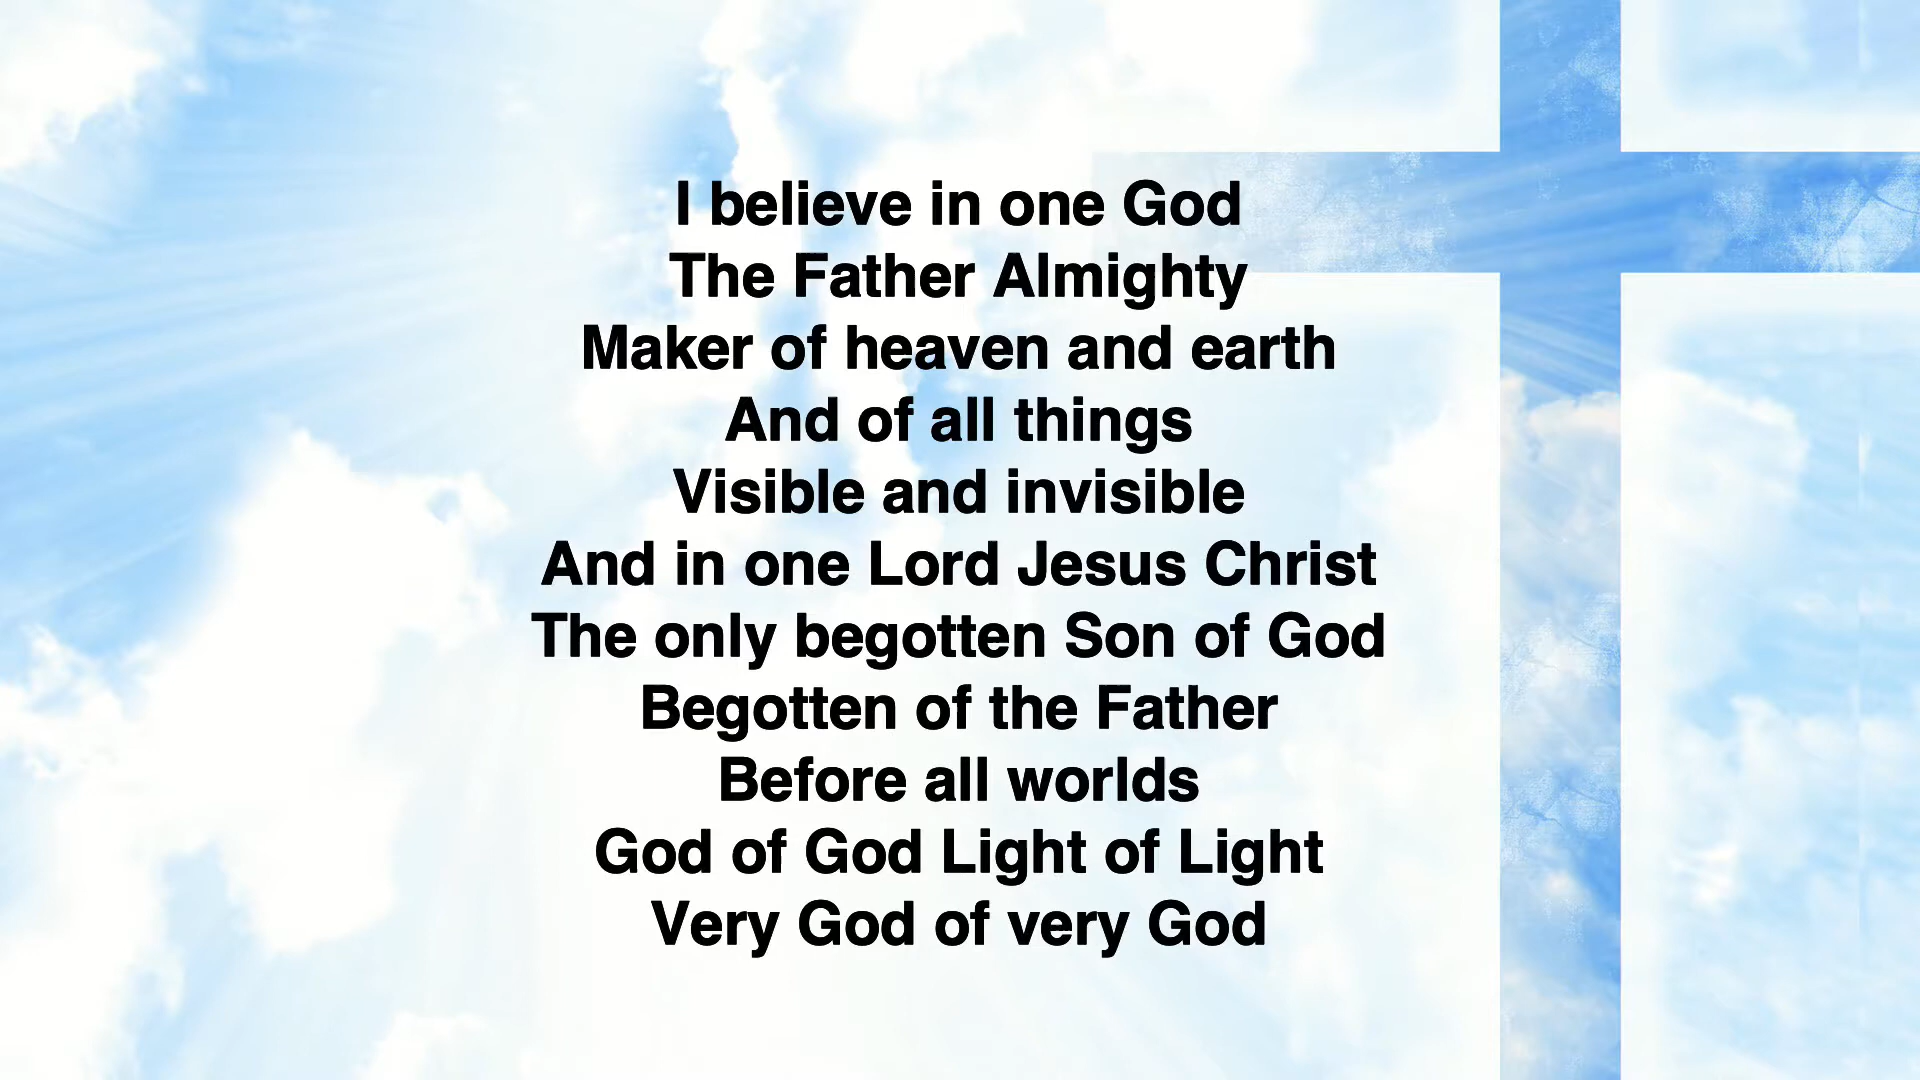 I believe in one God
The Father Almighty
Maker of heaven and earth
And of all things
Visible and invisible
And in one Lord Jesus Christ
The only begotten Son of God
Begotten of the Father
Before all worlds
God of God Light of Light
Very God of very God